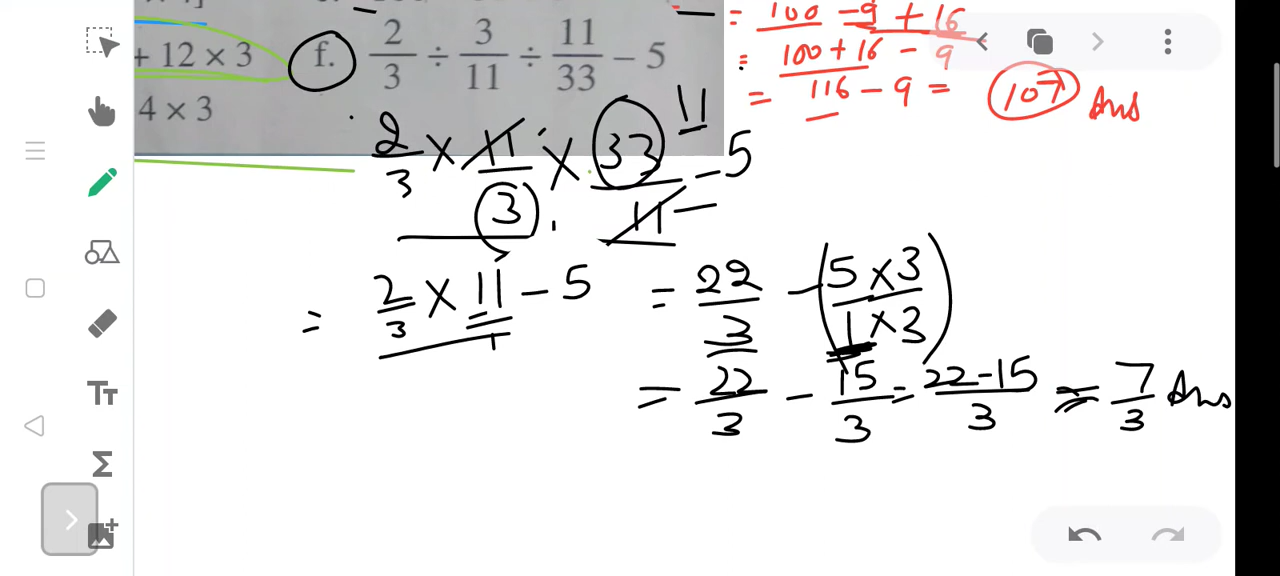 + 12 × 3
4 × 3
f. 2/3 ÷ 3/11 ÷ 11/33 – 5
= 100 - 9 + 16
= 100 + 16 - 9
= 116 - 9 = 107 Ans
2/3 × 11/3 × 33/11 - 5
11
= 2/3 × 11/1 - 5 = 22/3 - (5×3/1×3)
= 22/3 - 15/3 = 22-15/3 = 7/3 Ans
Tт
Σ